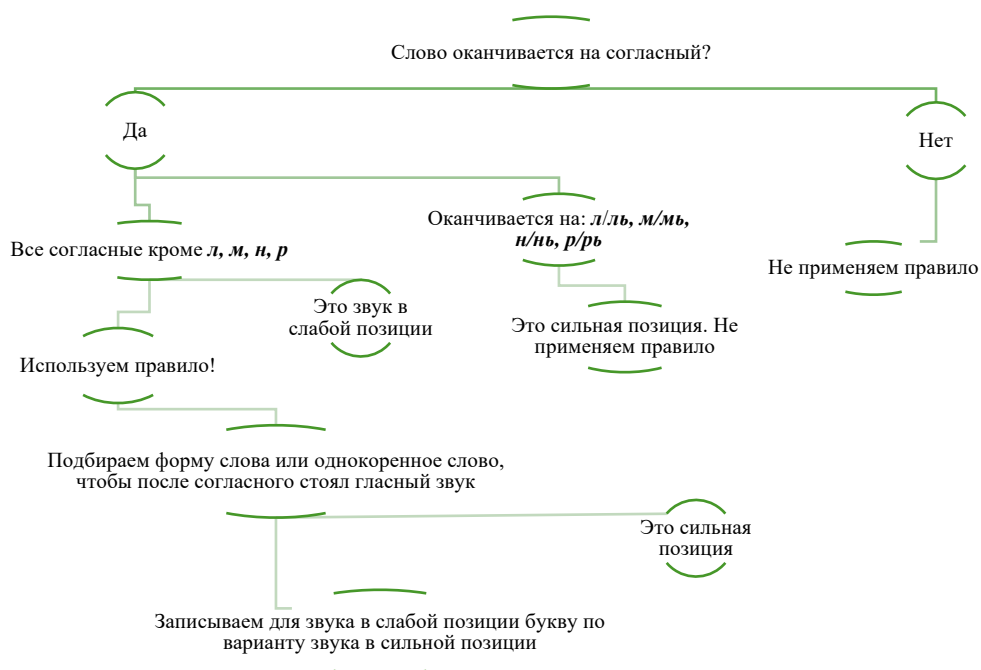 Слово оканчивается на согласный?
Да
Нет
Оканчивается на: л/ль, м/мь,
н/нь, р/рь
Все согласные кроме л, м, н, р
Не применяем правило
Это звук в
слабой позиции
Это сильная позиция. Не
применяем правило
Используем правило!
Подбираем форму слова или однокоренное слово,
чтобы после согласного стоял гласный звук
Это сильная
позиция
Записываем для звука в слабой позиции букву по
варианту звука в сильной позиции